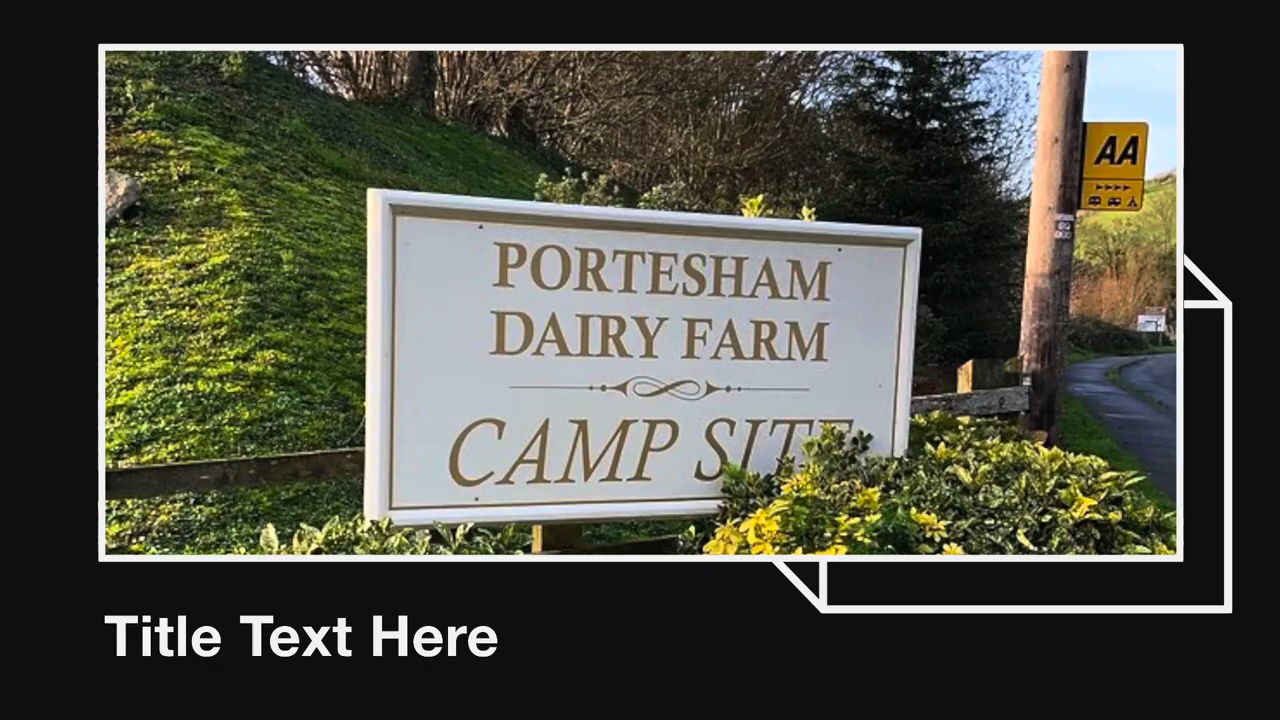 PORTESHAM
DAIRY FARM
CAMP SITE
AA
Title Text Here